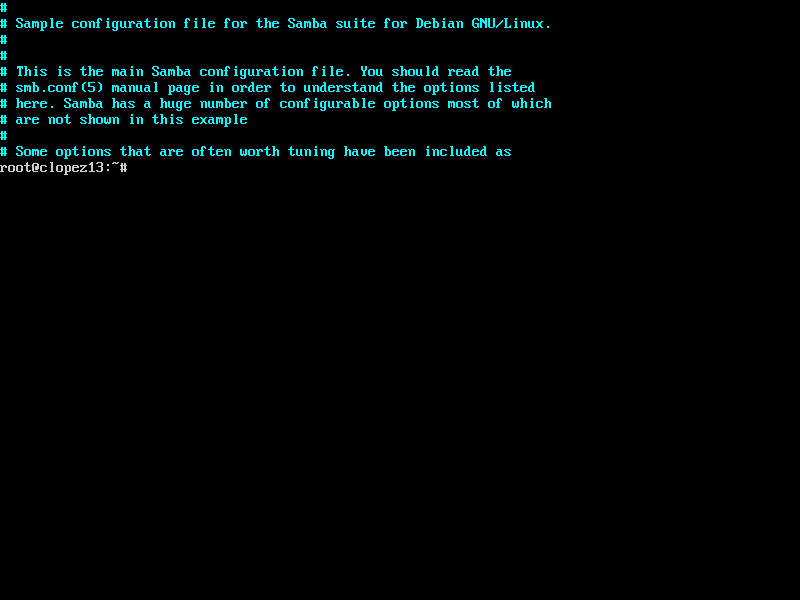 #
# Sample configuration file for the Samba suite for Debian GNU/Linux.
#
#
# This is the main Samba configuration file. You should read the
# smb.conf(5) manual page in order to understand the options listed
# here. Samba has a huge number of configurable options most of which
# are not shown in this example
#
# Some options that are often worth tuning have been included as
root@clopez13:~#